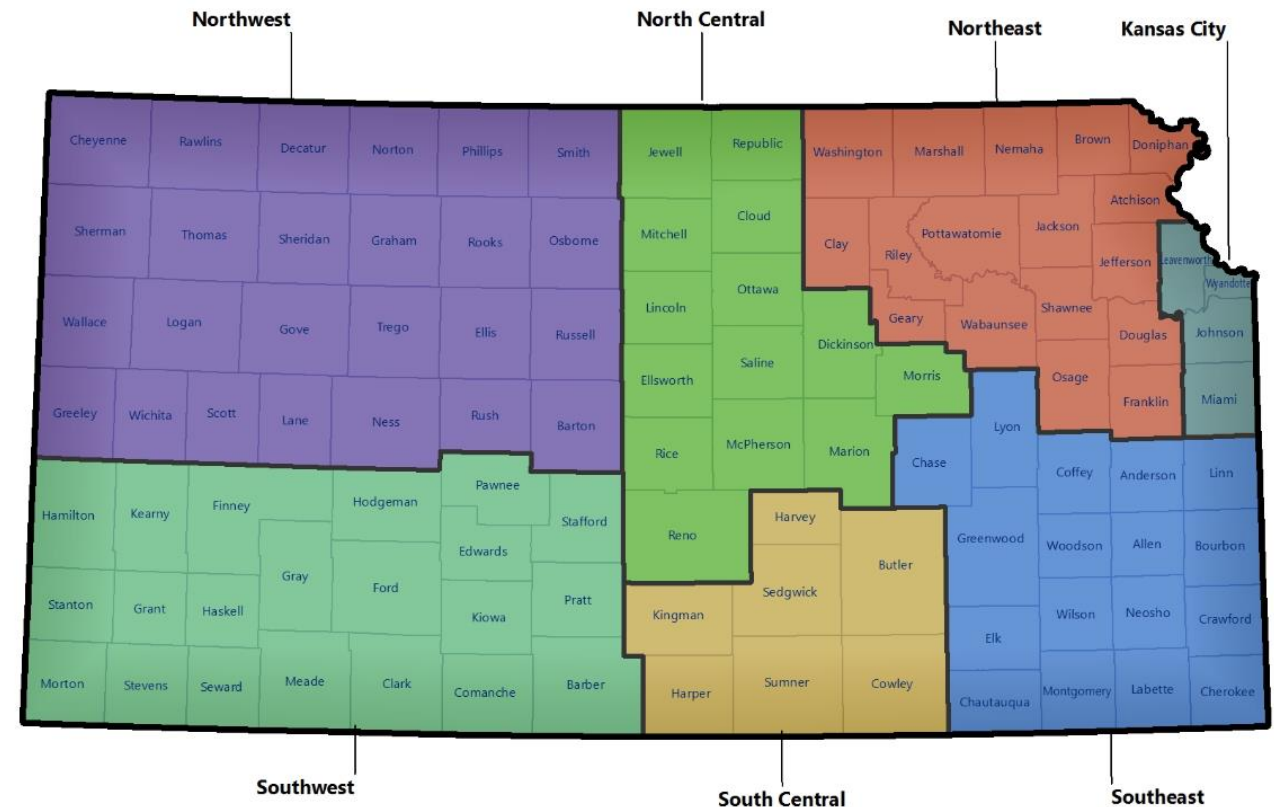 Northwest
North Central
Northeast
Kansas City
Cheyenne
Rawlins
Decatur
Norton
Phillips
Smith
Jewell
Republic
Washington
Marshall
Nemaha
Brown
Doniphan
Sherman
Thomas
Sheridan
Graham
Rooks
Osborne
Mitchell
Cloud
Clay
Riley
Pottawatomie
Jackson
Atchison
Jefferson
Leavenworth
Wyandotte
Wallace
Logan
Gove
Trego
Ellis
Russell
Lincoln
Ottawa
Dickinson
Geary
Wabaunsee
Shawnee
Douglas
Johnson
Greeley
Wichita
Scott
Lane
Ness
Rush
Barton
Ellsworth
Saline
Morris
Osage
Franklin
Miami
Rice
McPherson
Marion
Chase
Lyon
Coffey
Anderson
Linn
Hamilton
Kearny
Finney
Hodgeman
Pawnee
Stafford
Edwards
Reno
Harvey
Butler
Greenwood
Woodson
Allen
Bourbon
Stanton
Grant
Haskell
Gray
Ford
Kiowa
Pratt
Kingman
Sedgwick
Elk
Wilson
Neosho
Crawford
Morton
Stevens
Seward
Meade
Clark
Comanche
Barber
Harper
Sumner
Cowley
Chautauqua
Montgomery
Labette
Cherokee
Southwest
South Central
Southeast